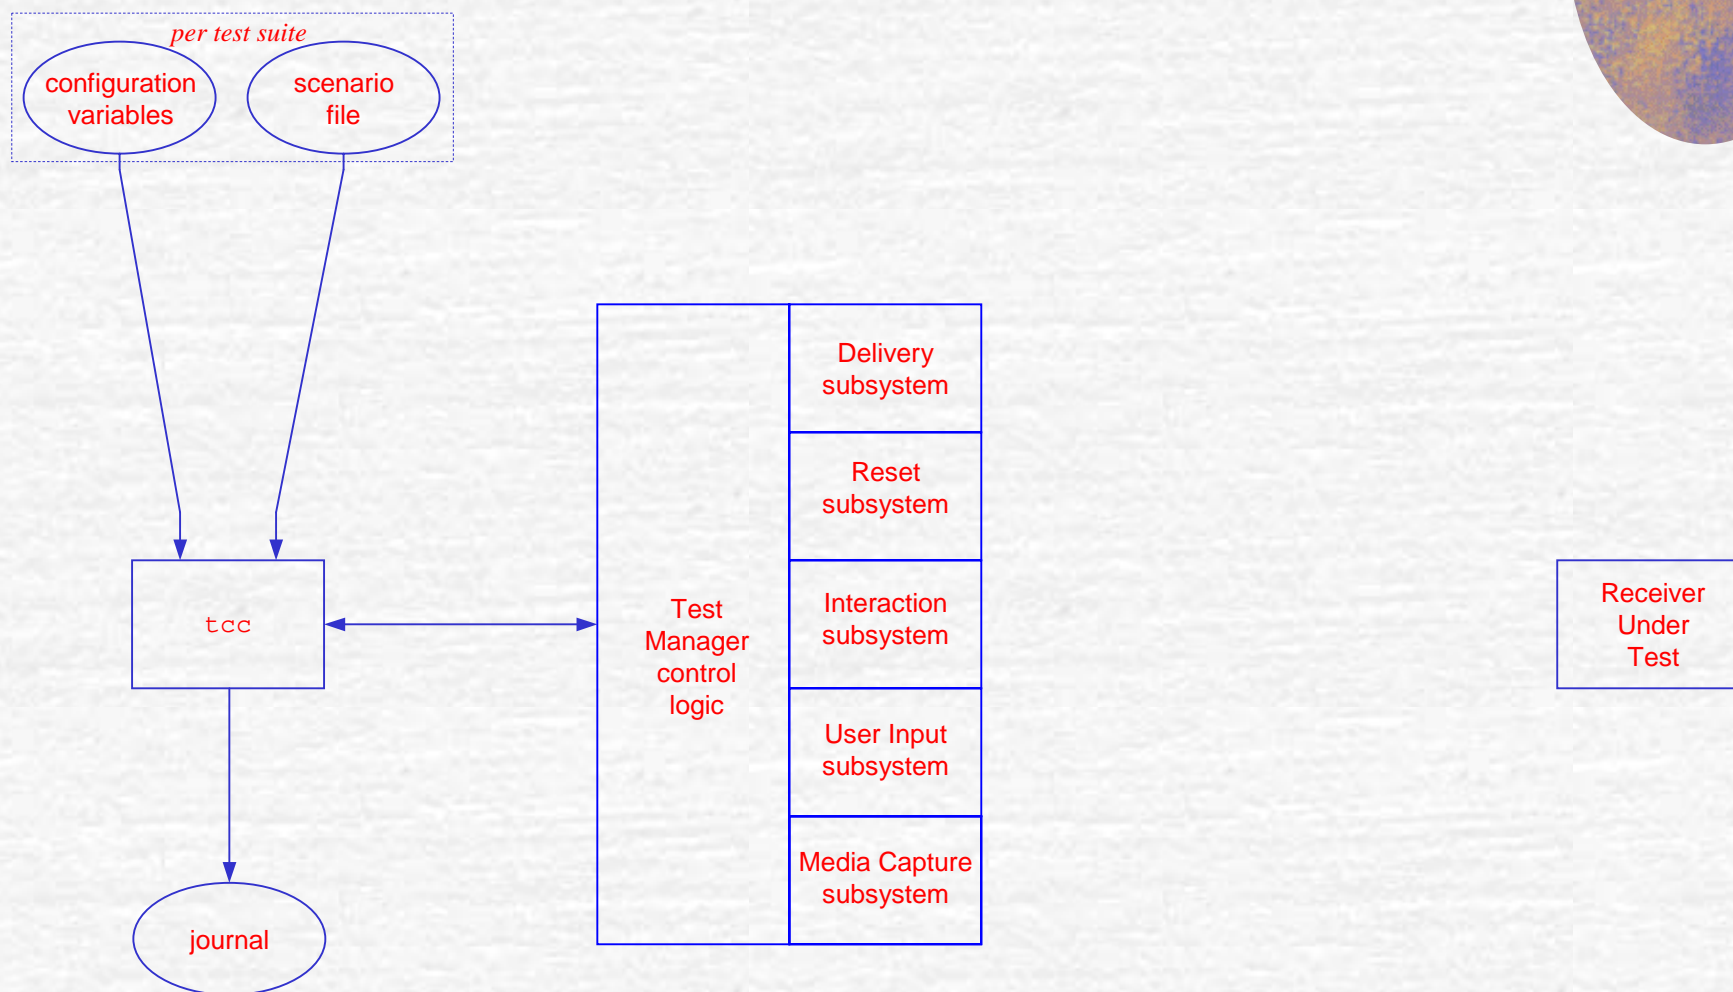 per test suite
configuration
variables
scenario
file
tcc
journal
Test
Manager
control
logic
Delivery
subsystem
Reset
subsystem
Interaction
subsystem
User Input
subsystem
Media Capture
subsystem
Receiver
Under
Test